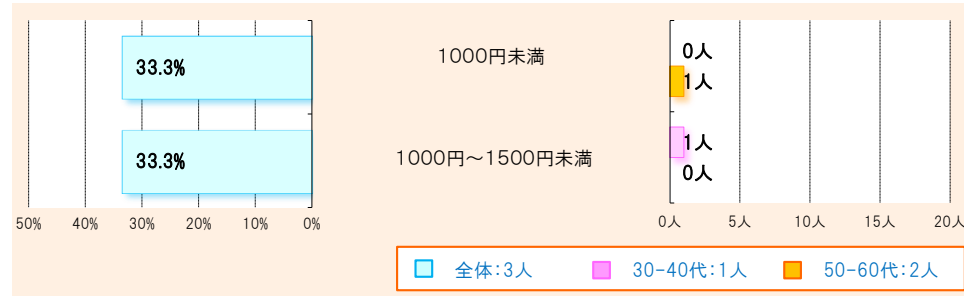 1000円未満
33.3%
0人
1人
1000円～1500円未満
33.3%
1人
0人
50% 40% 30% 20% 10% 0%
0人 5人 10人 15人 20人
全体:3人 30-40代:1人 50-60代:2人